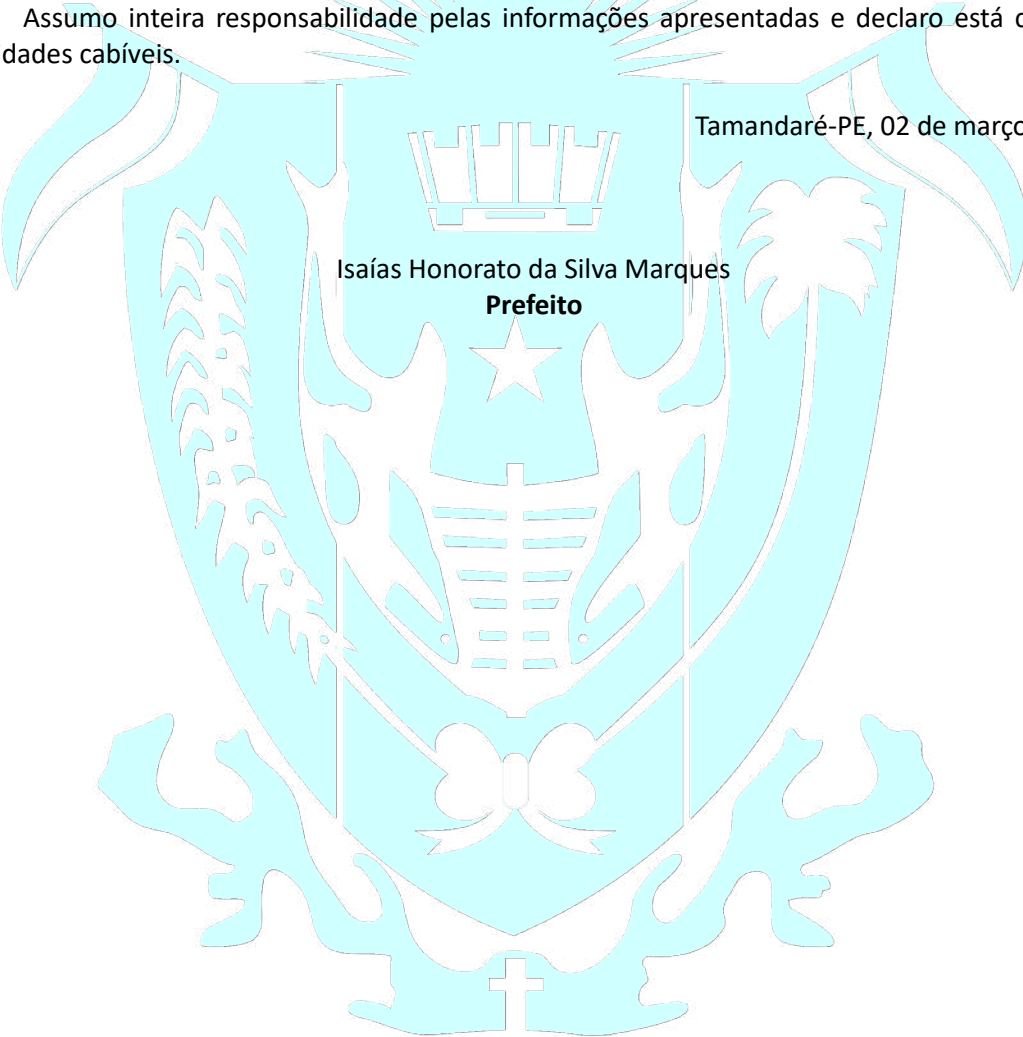 Assumo inteira responsabilidade pelas informações apresentadas e declaro está c
dades cabíveis.
Tamandaré-PE, 02 de março
Isaías Honorato da Silva Marques
Prefeito